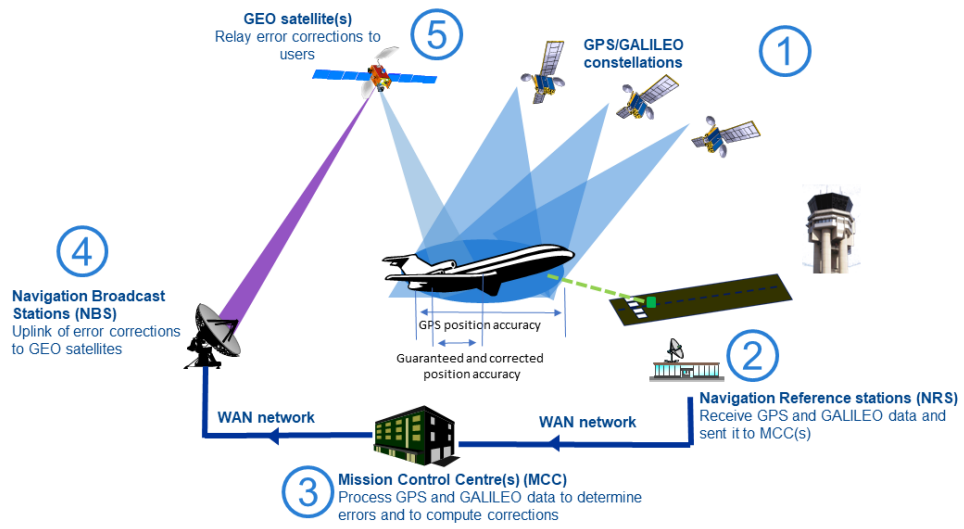 GEO satellite(s)
Relay error corrections to
users
5
GPS/GALILEO
constellations
1
4
Navigation Broadcast
Stations (NBS)
Uplink of error corrections
to GEO satellites
GPS position accuracy
Guaranteed and corrected
position accuracy
2
Navigation Reference stations (NRS)
Receive GPS and GALILEO data and
sent it to MCC(s)
WAN network
WAN network
3
Mission Control Centre(s) (MCC)
Process GPS and GALILEO data to determine
errors and to compute corrections